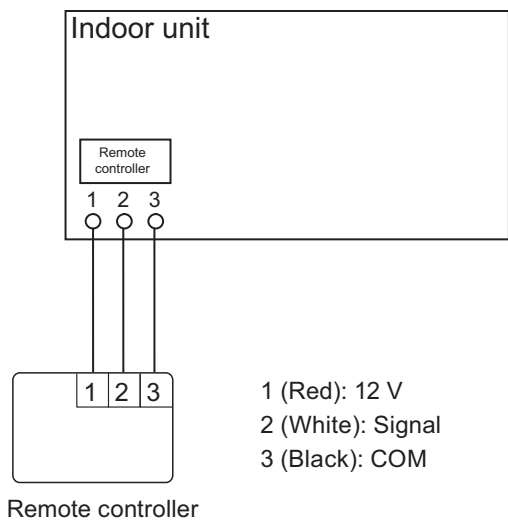 Indoor unit
Remote
controller
1 2 3
1 2 3
1 (Red): 12 V
2 (White): Signal
3 (Black): COM
Remote controller